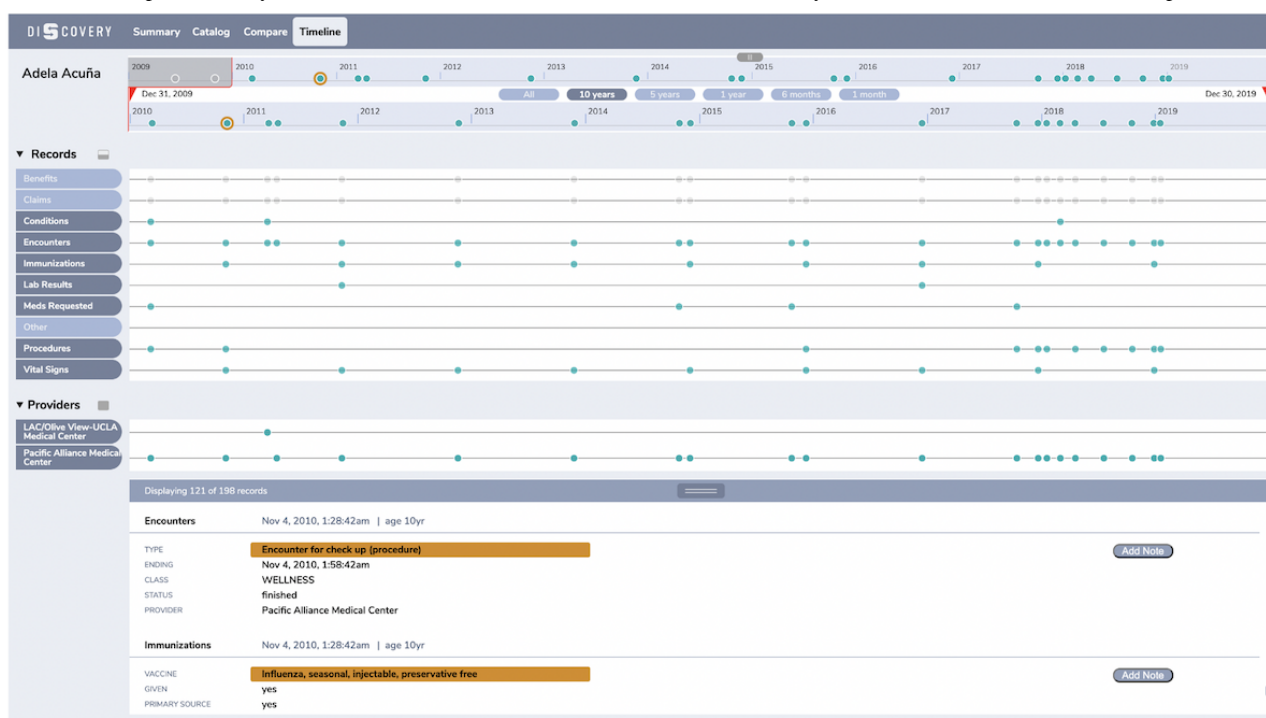 DISCOVERY Summary Catalog Compare Timeline
Adela Acuña
2009 2010 2011 2012 2013 2014 2015 2016 2017 2018 2019
Dec 31, 2009 All 10 years 5 years 1 year 6 months 1 month Dec 30, 2019
2010 2011 2012 2013 2014 2015 2016 2017 2018 2019
Records
Benefits
Claims
Conditions
Encounters
Immunizations
Lab Results
Meds Requested
Other
Procedures
Vital Signs
Providers
LAC/Olive View-UCLA
Medical Center
Pacific Alliance Medical
Center
Displaying 121 of 198 records
Encounters Nov 4, 2010, 1:28:42am | age 10yr
TYPE Encounter for check up (procedure) Add Note
ENDING Nov 4, 2010, 1:58:42am
CLASS WELLNESS
STATUS finished
PROVIDER Pacific Alliance Medical Center
Immunizations Nov 4, 2010, 1:28:42am | age 10yr
VACCINE Influenza, seasonal, injectable, preservative free Add Note
GIVEN yes
PRIMARY SOURCE yes